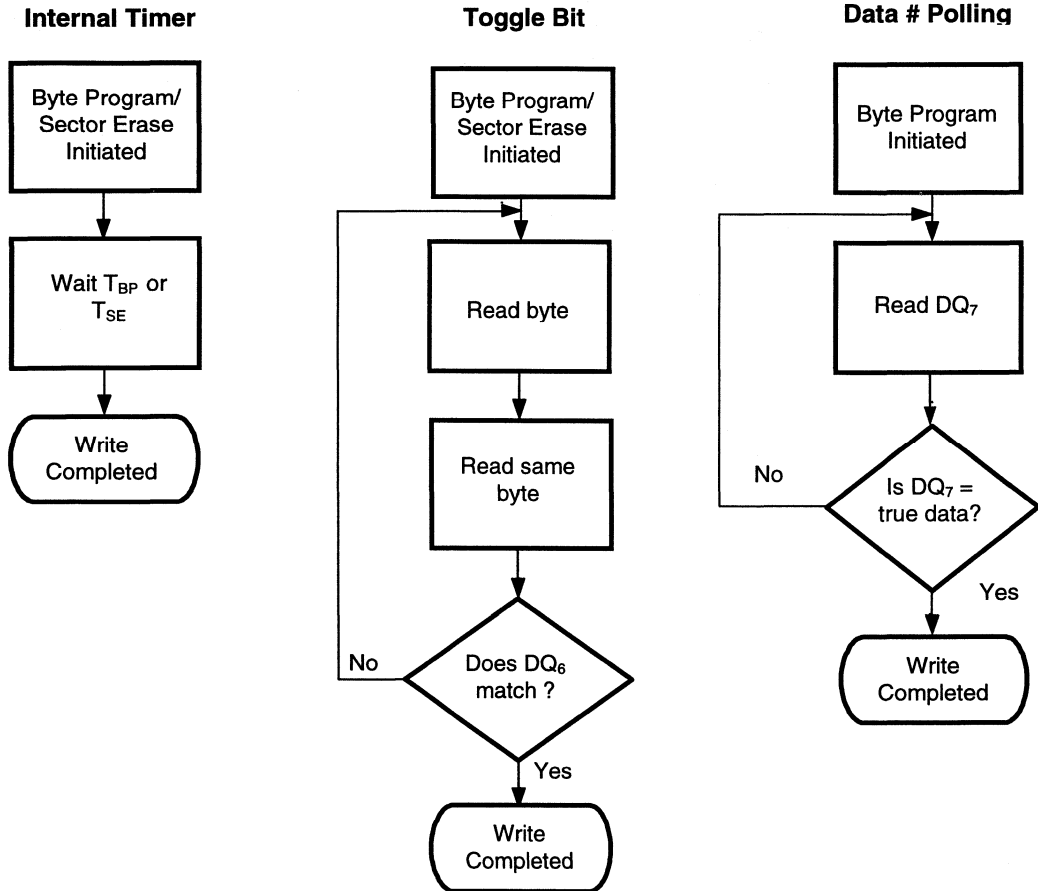 Internal Timer
Byte Program/
Sector Erase
Initiated
Wait TBP or
TSE
Write
Completed
Toggle Bit
Byte Program/
Sector Erase
Initiated
Read byte
Read same
byte
No
Does DQ6
match ?
Yes
Write
Completed
Data # Polling
Byte Program
Initiated
Read DQ7
No
Is DQ7 =
true data?
Yes
Write
Completed